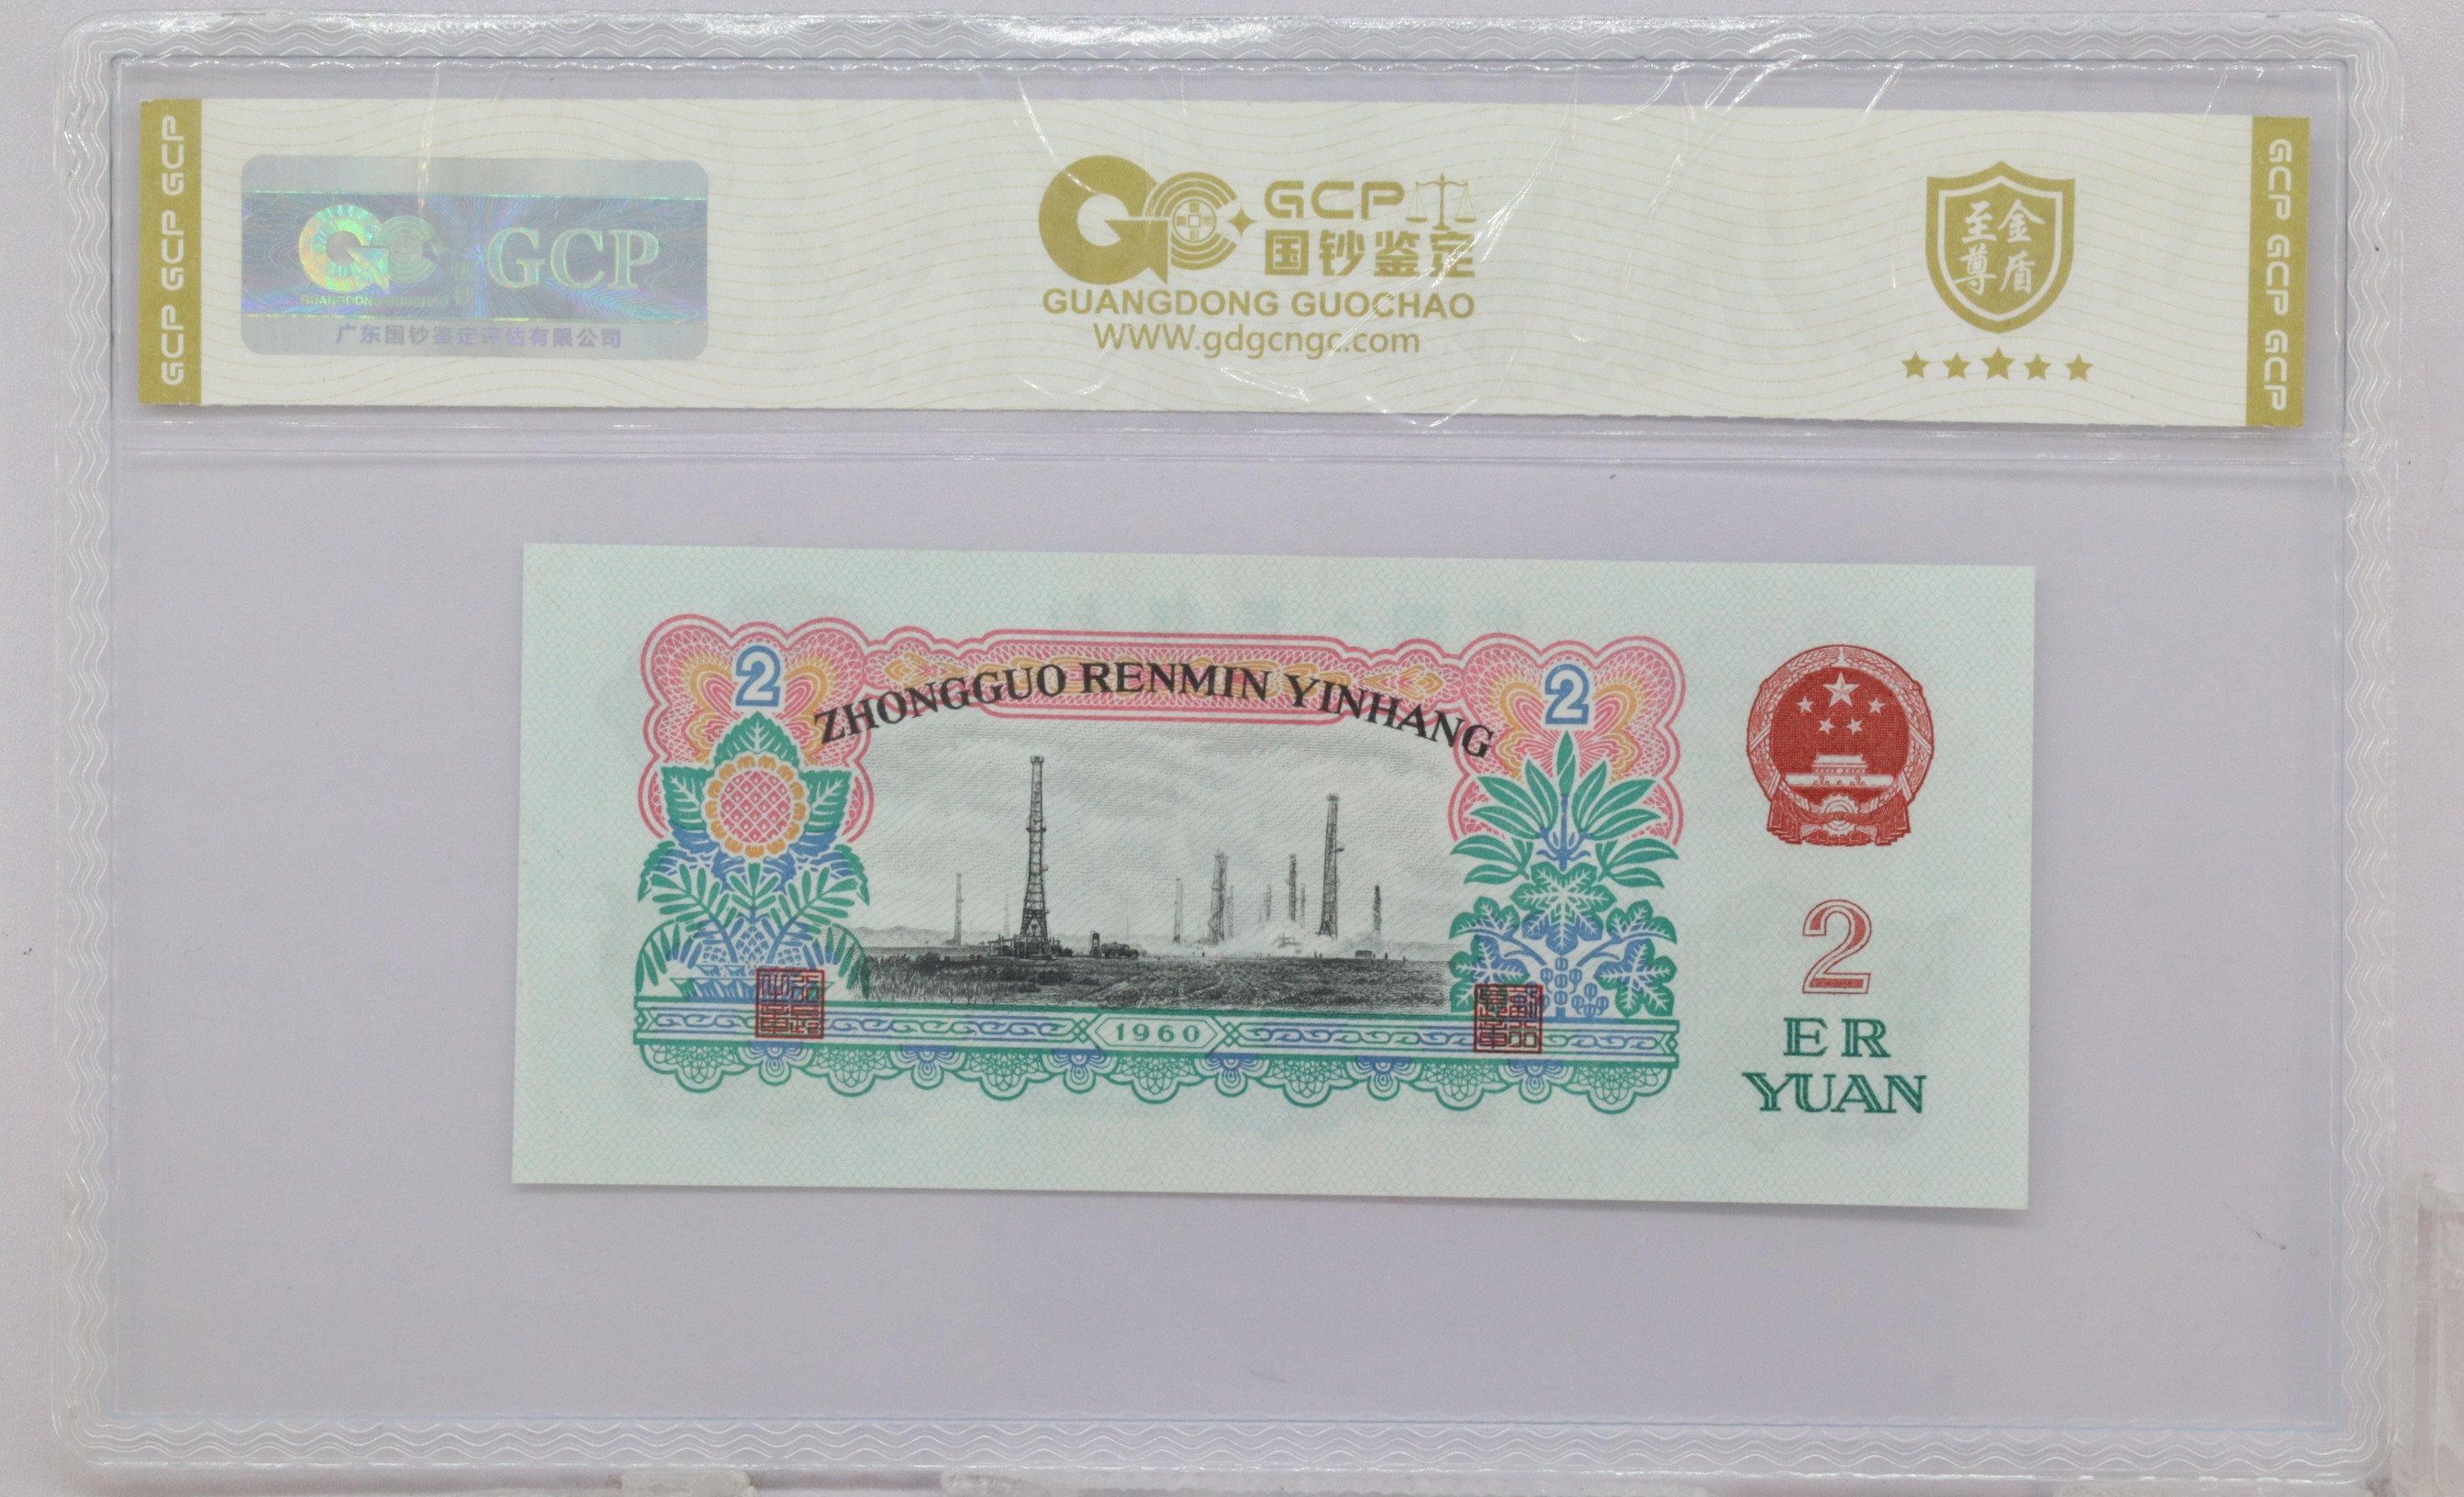 GCP GCP GCP
GCP
GUANGDONG GUOCHAO
广东国钞鉴定评估有限公司
GCP
国钞鉴定
GUANGDONG GUOCHAO
WWW.gdgcngc.com
至尊金盾
GCP GCP GCP
ZHONGGUO RENMIN YINHANG
2
2
1960
2
ER
YUAN